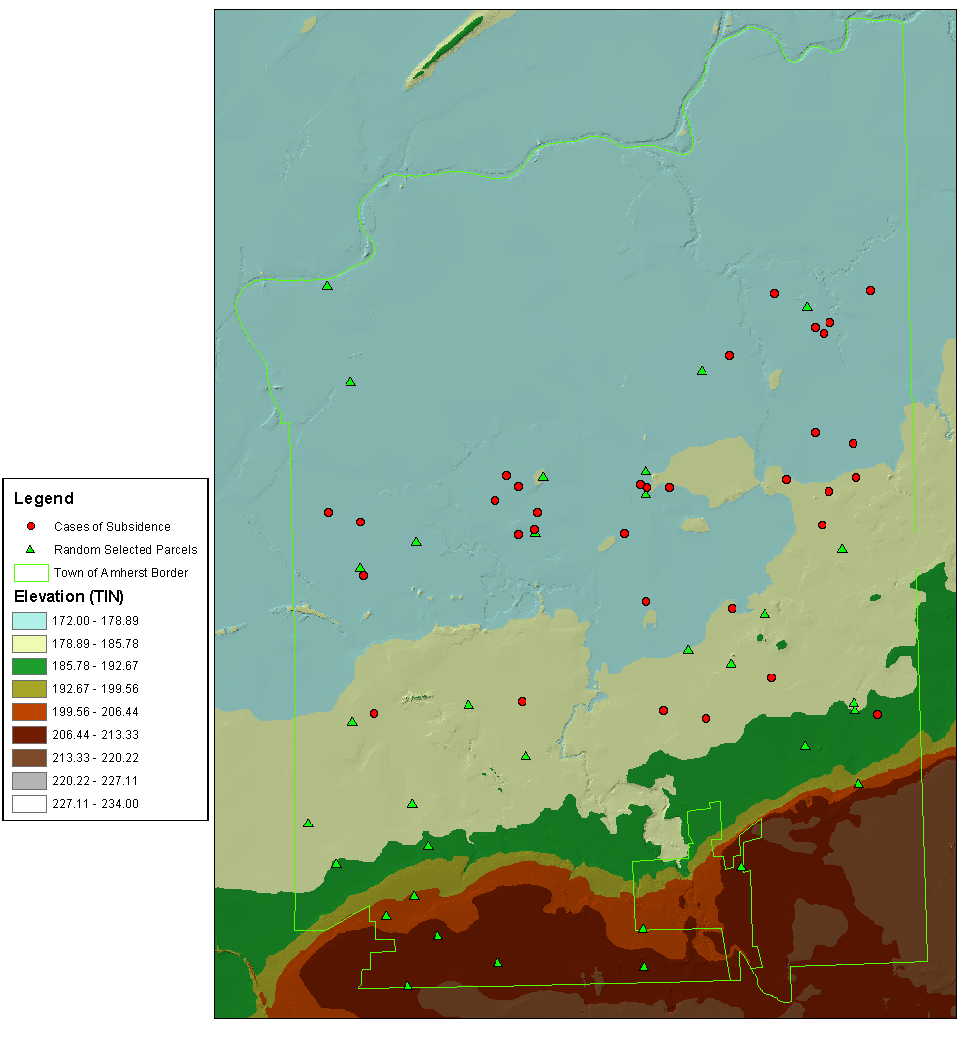 Legend
Cases of Subsidence
Random Selected Parcels
Town of Amherst Border
Elevation (TIN)
172.00 - 178.89
178.89 - 185.78
185.78 - 192.67
192.67 - 199.56
199.56 - 206.44
206.44 - 213.33
213.33 - 220.22
220.22 - 227.11
227.11 - 234.00